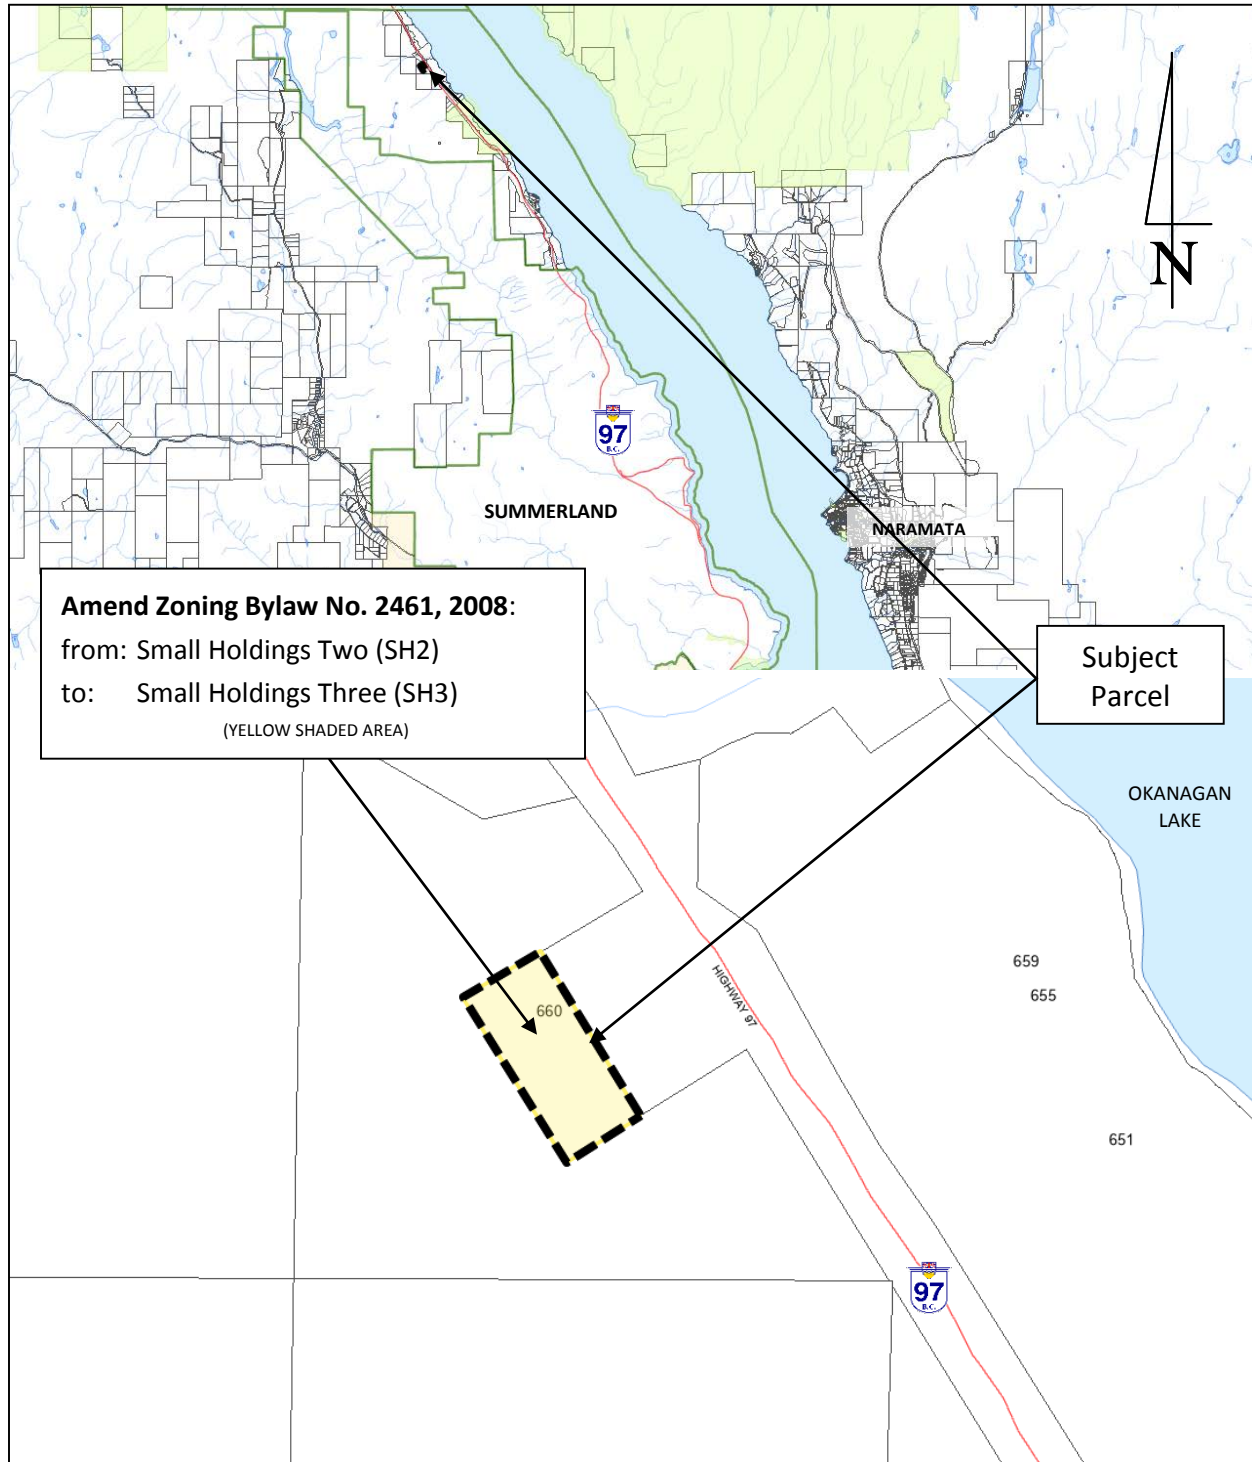 N
97
B.C.
SUMMERLAND
NARAMATA
Amend Zoning Bylaw No. 2461, 2008:
from: Small Holdings Two (SH2)
to: Small Holdings Three (SH3)
(YELLOW SHADED AREA)
Subject
Parcel
OKANAGAN
LAKE
HIGHWAY 97
659
655
660
651
97
B.C.